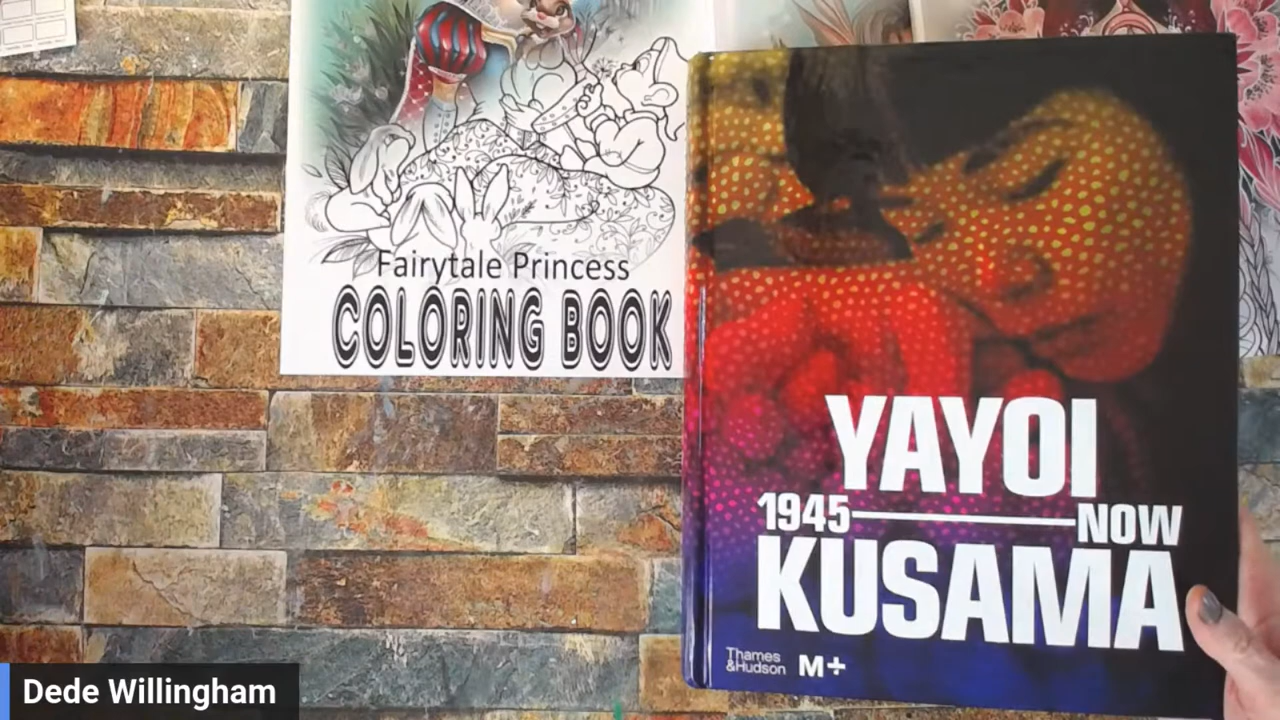 Fairytale Princess
COLORING BOOK
YAYOI
1945 NOW
KUSAMA
Thames
&Hudson
M+
Dede Willingham